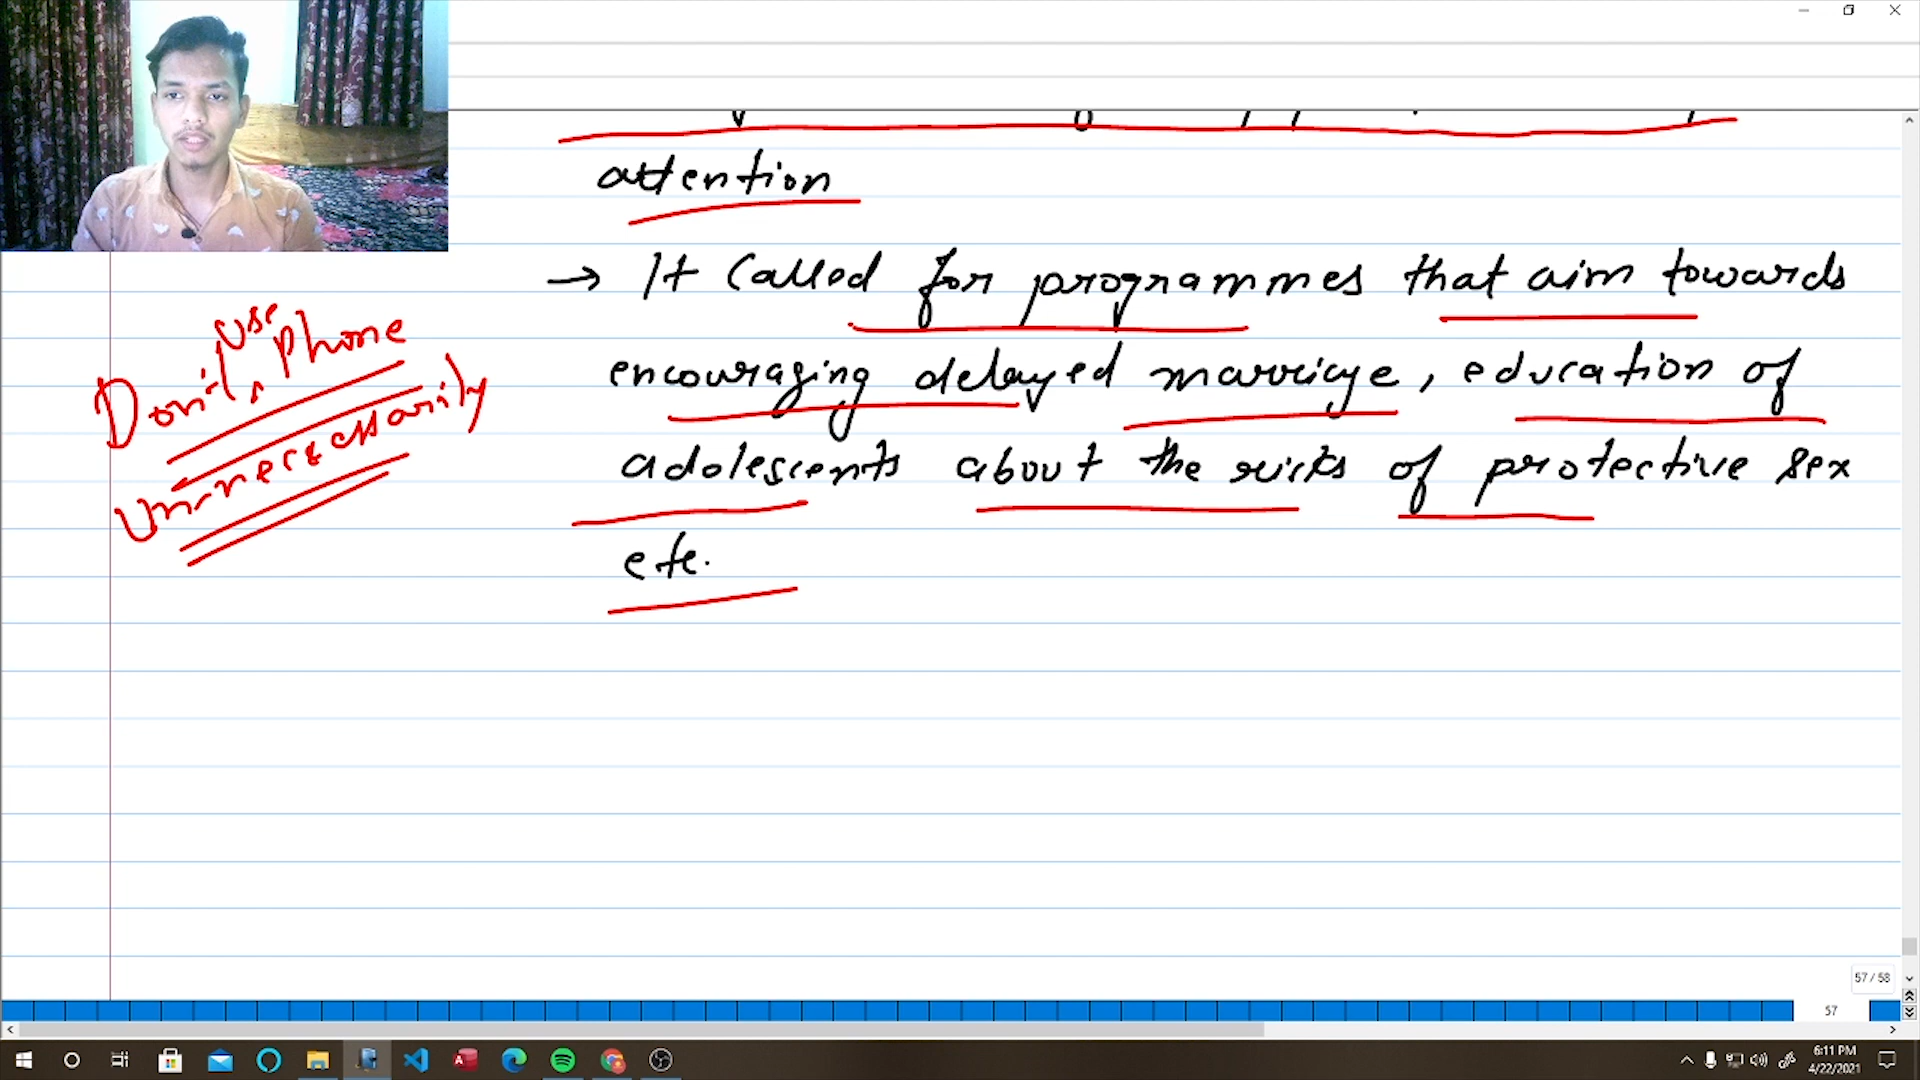 attention
→ It called for programmes that aim towards
encouraging delayed marriage, education of
adolescents about the risks of protective sex
etc.
Don't use Phone
Unnecessarily
57 / 58
57
6:11 PM
4/22/2021